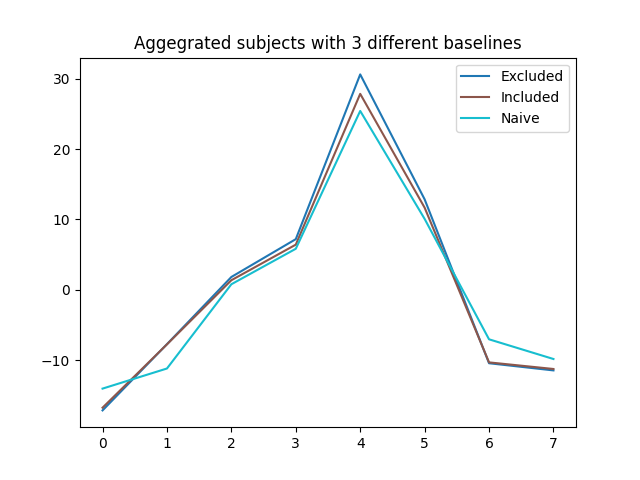 Aggegrated subjects with 3 different baselines
Excluded
Included
Naive
30
20
10
0
−10
0 1 2 3 4 5 6 7